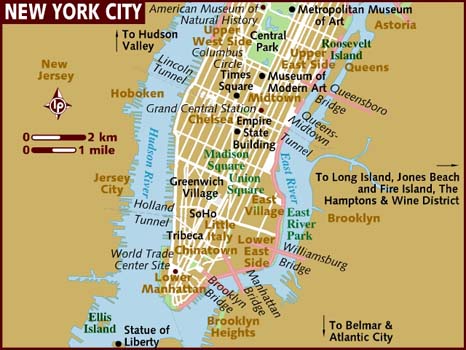 NEW YORK CITY
American Museum of
Natural History
Metropolitan Museum
of Art
Astoria
To Hudson
Valley
Upper
West Side
Central
Park
Roosevelt
Island
Columbus
Circle
Upper
East Side
Queens
New
Jersey
Lincoln
Tunnel
Times
Square
Museum of
Modern Art
Queensboro
Bridge
Hoboken
Grand Central Station
Midtown
LP
Chelsea
Empire
State
Building
Queens-
Midtown
Tunnel
0 2 km
0 1 mile
Hudson River
Madison
Square
East River
To Long Island, Jones Beach
and Fire Island, The
Hamptons & Wine District
Jersey
City
Greenwich
Village
Union
Square
East
Village
Brooklyn
Holland
Tunnel
SoHo
East
River
Park
Tribeca
Little
Italy
World Trade
Center Site
Chinatown
Lower
East
Side
Williamsburg
Bridge
Lower
Manhattan
Brooklyn
Bridge
Manhattan
Bridge
Ellis
Island
Statue of
Liberty
Brooklyn
Heights
To Belmar &
Atlantic City